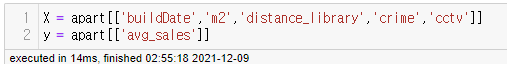 1 X = apart[['buildDate','m2','distance_library','crime','cctv']]
2 y = apart[['avg_sales']]
executed in 14ms, finished 02:55:18 2021-12-09